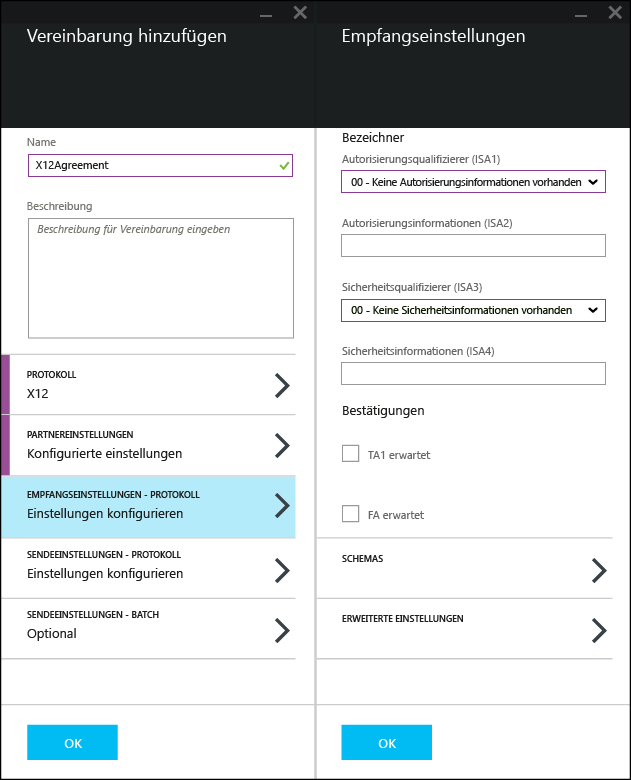 Vereinbarung hinzufügen
Name
X12Agreement
Beschreibung
Beschreibung für Vereinbarung eingeben
PROTOKOLL
X12
PARTNEREINSTELLUNGEN
Konfigurierte einstellungen
EMPFANGSEINSTELLUNGEN - PROTOKOLL
Einstellungen konfigurieren
SENDEEINSTELLUNGEN - PROTOKOLL
Einstellungen konfigurieren
SENDEEINSTELLUNGEN - BATCH
Optional
OK
Empfangseinstellungen
Bezeichner
Autorisierungsqualifizierer (ISA1)
00 - Keine Autorisierungsinformationen vorhanden
Autorisierungsinformationen (ISA2)
Sicherheitsqualifizierer (ISA3)
00 - Keine Sicherheitsinformationen vorhanden
Sicherheitsinformationen (ISA4)
Bestätigungen
TA1 erwartet
FA erwartet
SCHEMAS
ERWEITERTE EINSTELLUNGEN
OK